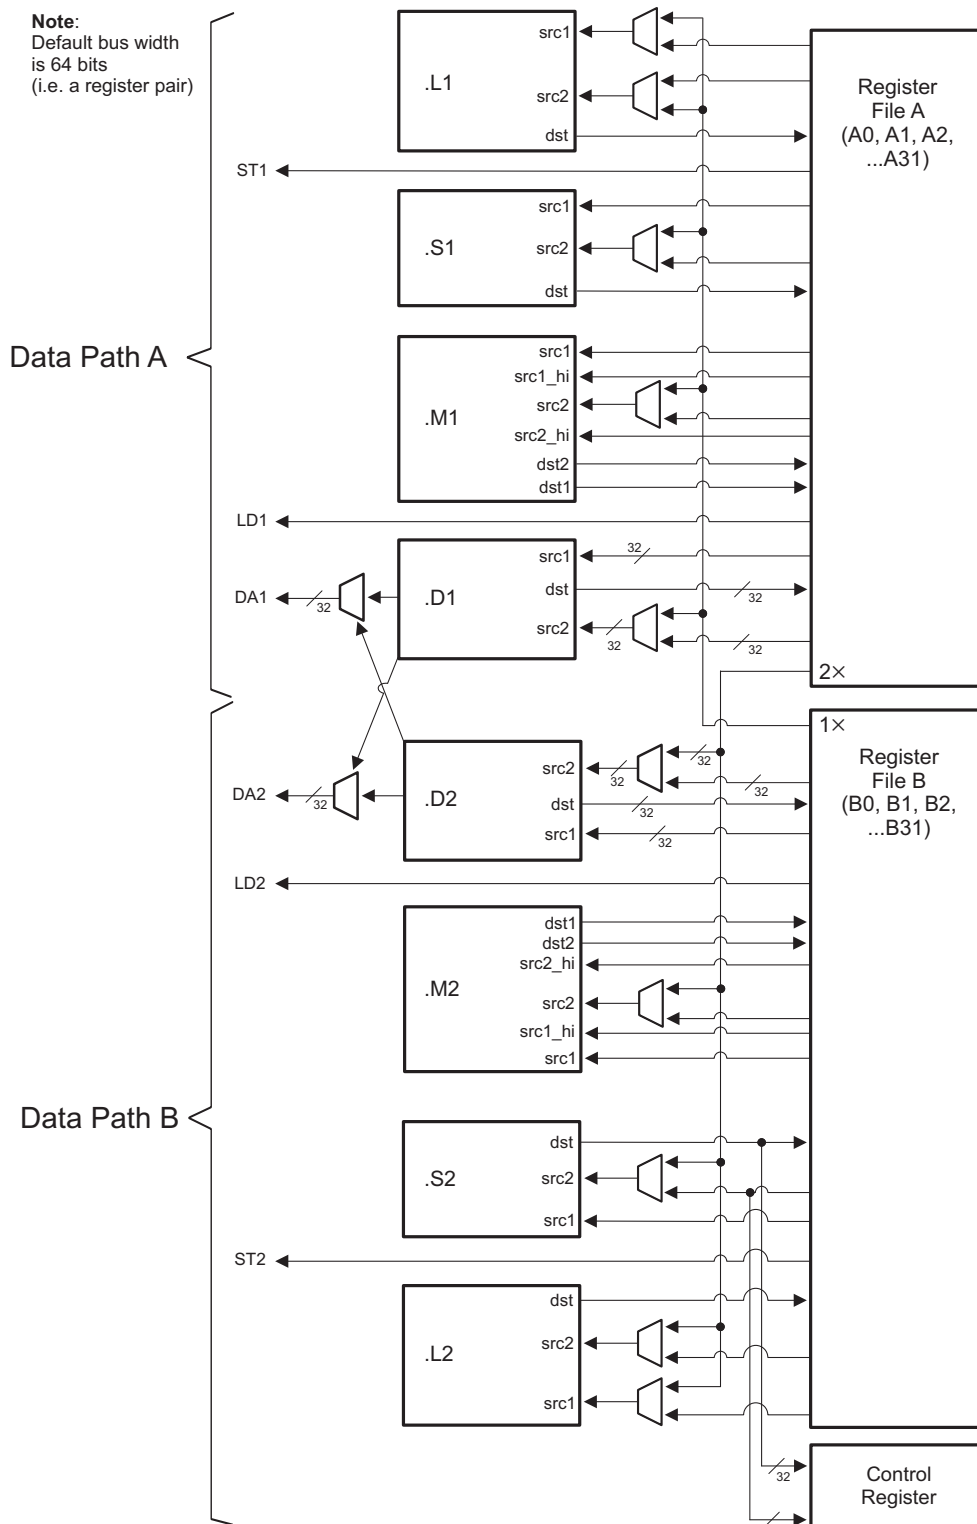 Note:
Default bus width
is 64 bits
(i.e. a register pair)
Data Path A
ST1
LD1
DA1
32
.L1
src1
src2
dst
.S1
src1
src2
dst
.M1
src1
src1_hi
src2
src2_hi
dst2
dst1
.D1
src1
32
dst
32
src2
32
32
Register
File A
(A0, A1, A2,
...A31)
2×
Data Path B
DA2
32
LD2
ST2
.D2
src2
32
32
32
dst
32
src1
32
.M2
dst1
dst2
src2_hi
src2
src1_hi
src1
.S2
dst
src2
src1
.L2
dst
src2
src1
1×
Register
File B
(B0, B1, B2,
...B31)
32
Control
Register